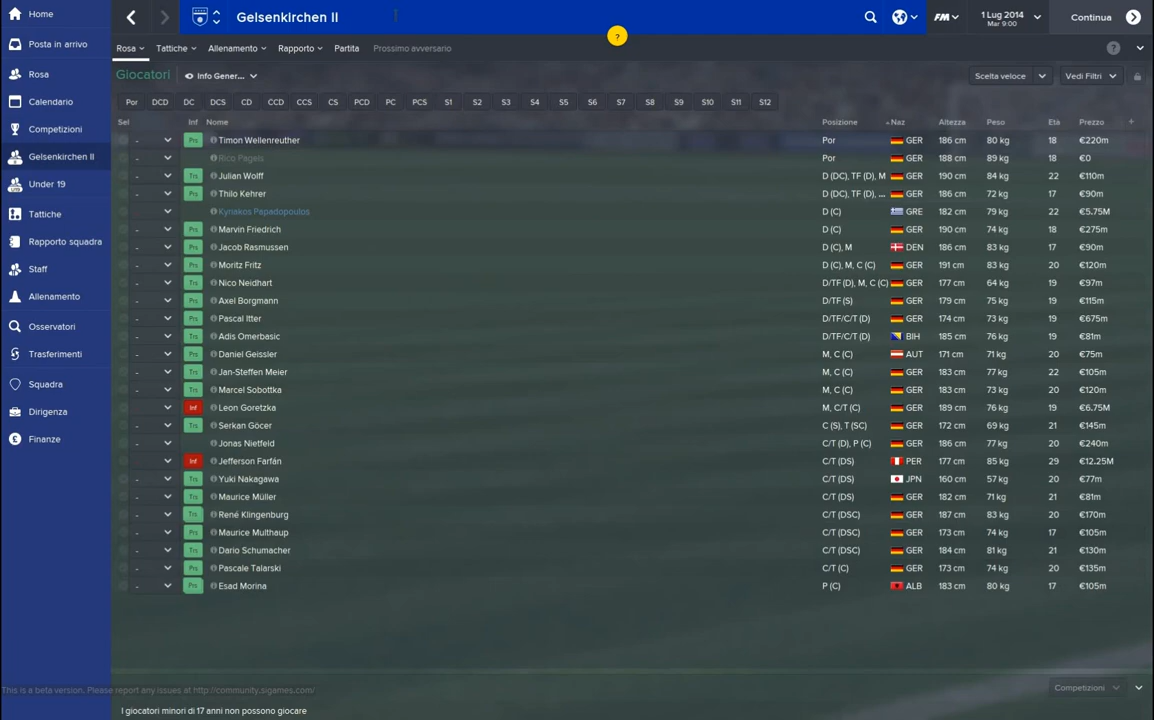 Home
Gelsenkirchen II
FM
1 Lug 2014
Mar 9:00
Continua
Posta in arrivo
?
Rosa Tattiche Allenamento Rapporto Partita Prossimo avversario ?
Rosa
Giocatori Info Gener... Scelta veloce Vedi Filtri
Calendario
Por DCD DC DCS CD CCD CCS CS PCD PC PCS S1 S2 S3 S4 S5 S6 S7 S8 S9 S10 S11 S12
Competizioni
Sel Inf Nome Posizione Naz Altezza Peso Età Prezzo +
- Prs Timon Wellenreuther Por GER 186 cm 80 kg 18 €220m
Gelsenkirchen II
- Rico Pagels Por GER 188 cm 89 kg 18 €0
- Trs Julian Wolff D (DC), TF (D), M GER 190 cm 84 kg 22 €110m
Under 19
- Prs Thilo Kehrer D (DC), TF (D), ... GER 186 cm 72 kg 17 €90m
Kyriakos Papadopoulos D (C) GRE 182 cm 79 kg 22 €5.75M
Tattiche
- Prs Marvin Friedrich D (C) GER 190 cm 74 kg 18 €275m
Rapporto squadra
- Prs Jacob Rasmussen D (C), M DEN 186 cm 83 kg 17 €90m
- Prs Moritz Fritz D (C), M, C (C) GER 191 cm 83 kg 20 €120m
Staff
- Trs Nico Neidhart D/TF (D), M, C (C) GER 177 cm 64 kg 19 €97m
Allenamento
- Prs Axel Borgmann D/TF (S) GER 179 cm 75 kg 19 €115m
- Prs Pascal Itter D/TF/C/T (D) GER 174 cm 73 kg 19 €675m
Osservatori
- Trs Adis Omerbasic D/TF/C/T (D) BIH 185 cm 76 kg 19 €81m
Trasferimenti
- Prs Daniel Geissler M, C (C) AUT 171 cm 71 kg 20 €75m
- Trs Jan-Steffen Meier M, C (C) GER 183 cm 77 kg 22 €105m
Squadra
- Trs Marcel Sobottka M, C (C) GER 183 cm 73 kg 20 €120m
Dirigenza
Inf Leon Goretzka M, C/T (C) GER 189 cm 76 kg 19 €6.75M
- Trs Serkan Göcer C (S), T (SC) GER 172 cm 69 kg 21 €145m
Finanze
Jonas Nietfeld C/T (D), P (C) GER 186 cm 77 kg 20 €240m
Inf Jefferson Farfán C/T (DS) PER 177 cm 85 kg 29 €12.25M
- Trs Yuki Nakagawa C/T (DS) JPN 160 cm 57 kg 20 €77m
- Trs Maurice Müller C/T (DS) GER 182 cm 71 kg 21 €81m
- Trs René Klingenburg C/T (DSC) GER 187 cm 83 kg 20 €170m
- Prs Maurice Multhaup C/T (DSC) GER 173 cm 74 kg 17 €105m
- Trs Dario Schumacher C/T (DSC) GER 184 cm 81 kg 21 €130m
- Prs Pascale Talarski C/T (C) GER 173 cm 74 kg 20 €135m
- Prs Esad Morina P (C) ALB 183 cm 80 kg 17 €105m
This is a beta version. Please report any issues at http://community.sigames.com/
Competizioni
I giocatori minori di 17 anni non possono giocare